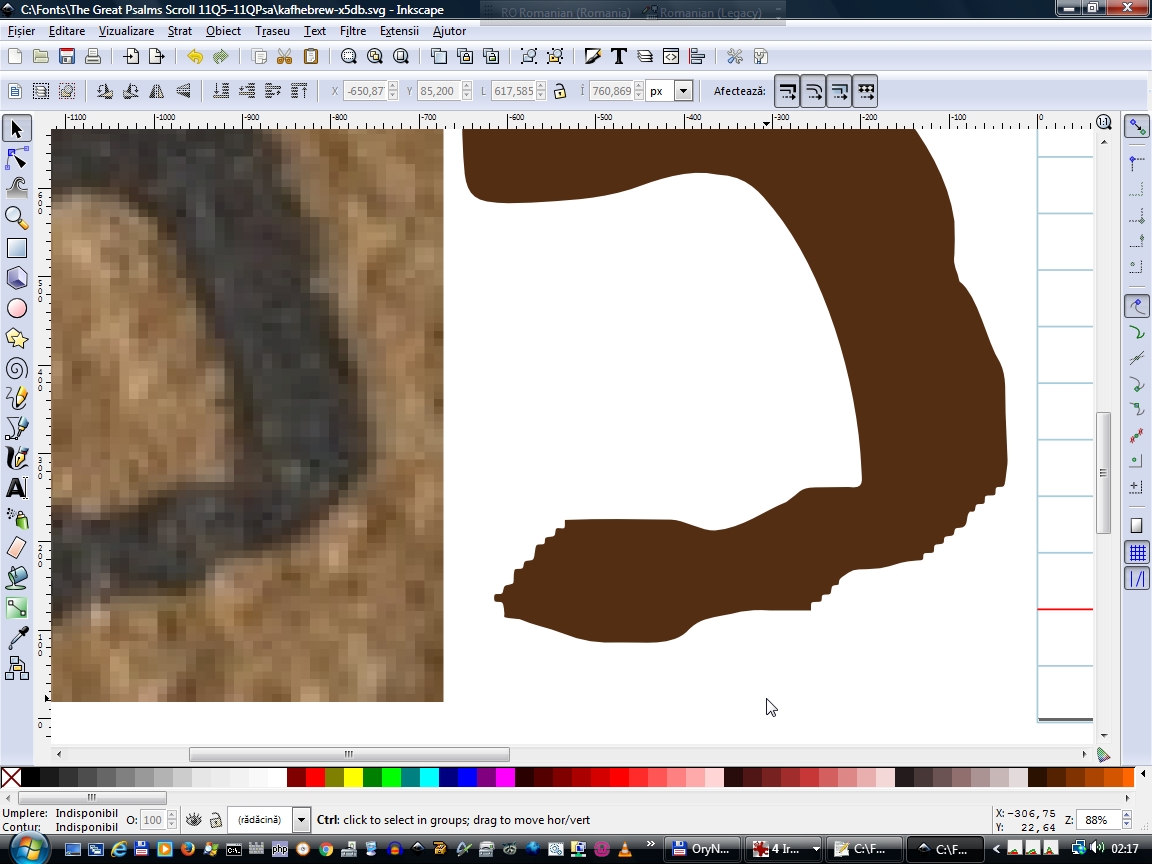 C:\Fonts\The Great Psalms Scroll 11Q5–11QPsa\kafhebrew-x5db.svg - Inkscape
RO Romanian (Romania) Romanian (Legacy)
Fișier Editare Vizualizare Strat Obiect Traseu Text Filtre Extensii Ajutor
X -650,87 Y 85,200 L 617,585 Î 760,869 px Afectează:
-1100 -1000 -900 -800 -700 -600 -500 -400 -300 -200 -100 0
1:1
600
500
400
300
200
100
0
Umplere: Indisponibil O: 100 (rădăcină) Ctrl: click to select in groups; drag to move hor/vert X: -306,75 Z: 88%
Contur: Indisponibil Y: 22,64
OryN... 4 Ir... C:\F... C:\F... 02:17